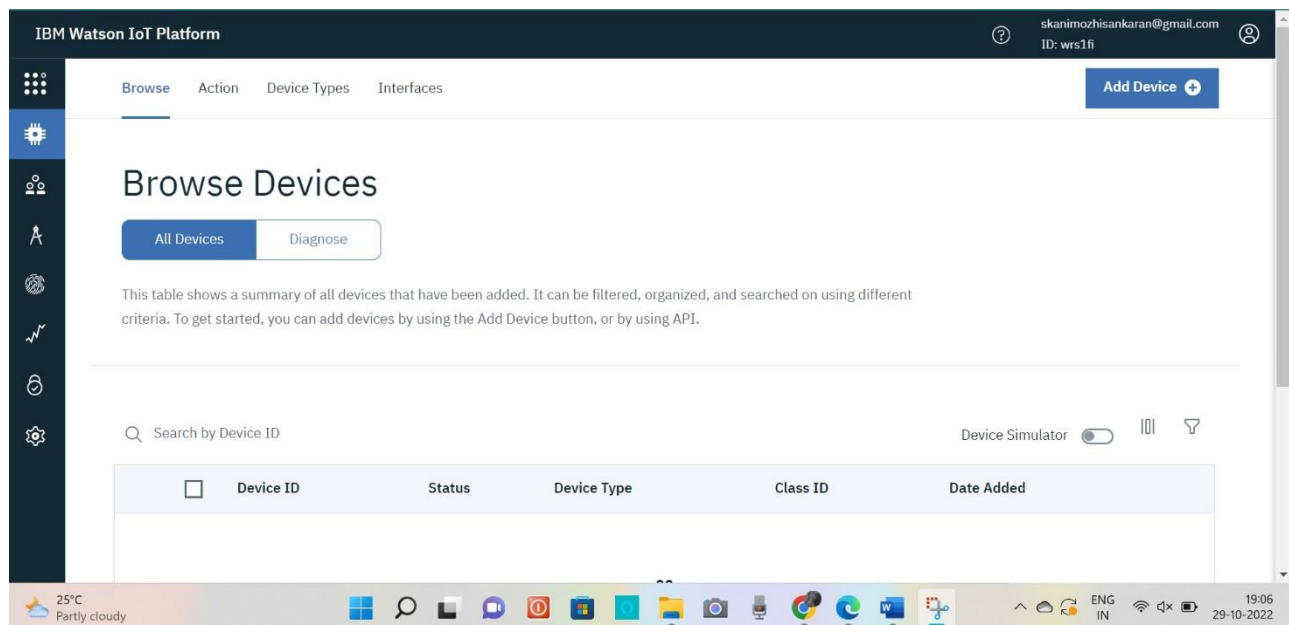 IBM Watson IoT Platform
skanimozhisankaran@gmail.com
ID: wrs1fi
Browse Action Device Types Interfaces
Add Device
Browse Devices
All Devices Diagnose
This table shows a summary of all devices that have been added. It can be filtered, organized, and searched on using different
criteria. To get started, you can add devices by using the Add Device button, or by using API.
Search by Device ID
Device Simulator
Device ID Status Device Type Class ID Date Added
25°C
Partly cloudy
ENG
IN
19:06
29-10-2022